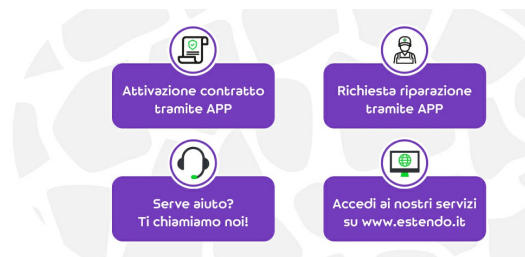 Attivazione contratto
tramite APP
Richiesta riparazione
tramite APP
Serve aiuto?
Ti chiamiamo noi!
Accedi ai nostri servizi
su www.estendo.it